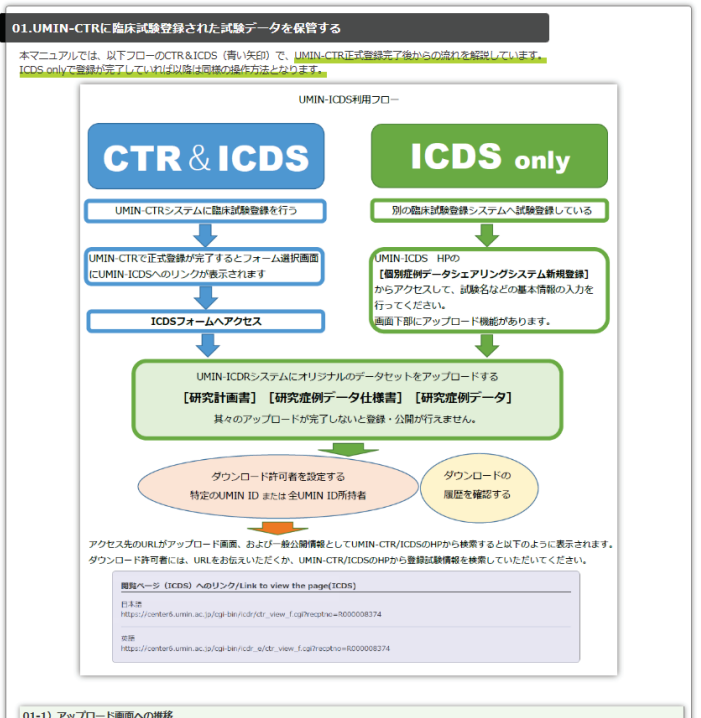 01.UMIN-CTRに臨床試験登録された試験データを保管する
本マニュアルでは、以下フローのCTR＆ICDS（青い矢印）で、UMIN-CTR正式登録完了後からの流れを解説しています。
ICDS onlyで登録が完了していれば以降は同様の操作方法となります。
UMIN-ICDS利用フロー
CTR＆ICDS
ICDS only
UMIN-CTRシステムに臨床試験登録を行う
別の臨床試験登録システムへ試験登録している
UMIN-CTRで正式登録が完了するとフォーム選択画面
にUMIN-ICDSへのリンクが表示されます
ICDSフォームへアクセス
UMIN-ICDS　HPの
［個別症例データシェアリングシステム新規登録］
からアクセスして、試験名などの基本情報の入力を
行ってください。
画面下部にアップロード機能があります。
UMIN-ICDRシステムにオリジナルのデータセットをアップロードする
［研究計画書］［研究症例データ仕様書］［研究症例データ］
其々のアップロードが完了しないと登録・公開が行えません。
ダウンロード許可者を設定する
特定のUMIN ID または 全UMIN ID所持者
ダウンロードの
履歴を確認する
アクセス先のURLがアップロード画面、および一般公開情報としてUMIN-CTR/ICDSのHPから検索すると以下のように表示されます。
ダウンロード許可者には、URLをお伝えいただくか、UMIN-CTR/ICDSのHPから登録試験情報を検索していただいてください。
閲覧ページ（ICDS）へのリンク/Link to view the page(ICDS)
日本語
https://center6.umin.ac.jp/cgi-bin/icdr/ctr_view_f.cgi?recptno=R000008374
英語
https://center6.umin.ac.jp/cgi-bin/icdr_e/ctr_view_f.cgi?recptno=R000008374
01-1）アップロード画面への推移